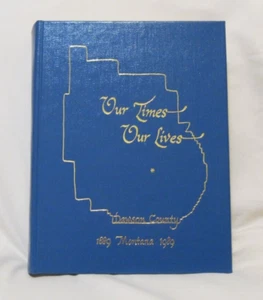 Our Times
Our Lives
Dawson County
1889 Montana 1989